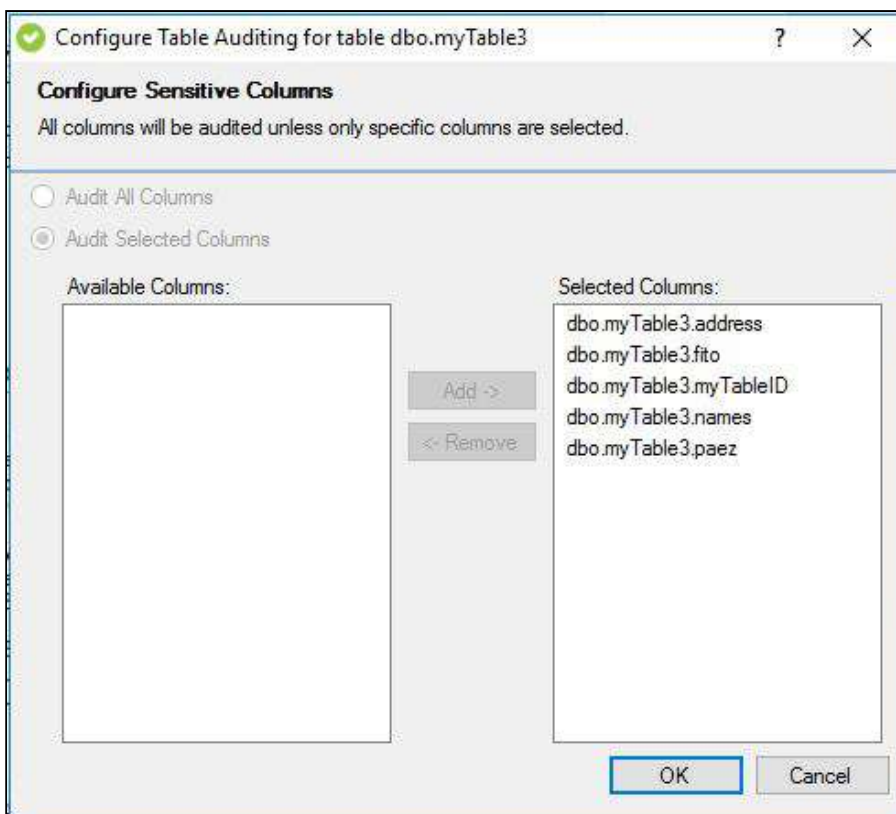 Configure Table Auditing for table dbo.myTable3 ?
Configure Sensitive Columns
All columns will be audited unless only specific columns are selected.
Audit All Columns
Audit Selected Columns
Available Columns:
Add ->
<- Remove
Selected Columns:
dbo.myTable3.address
dbo.myTable3.fito
dbo.myTable3.myTableID
dbo.myTable3.names
dbo.myTable3.paez
OK
Cancel